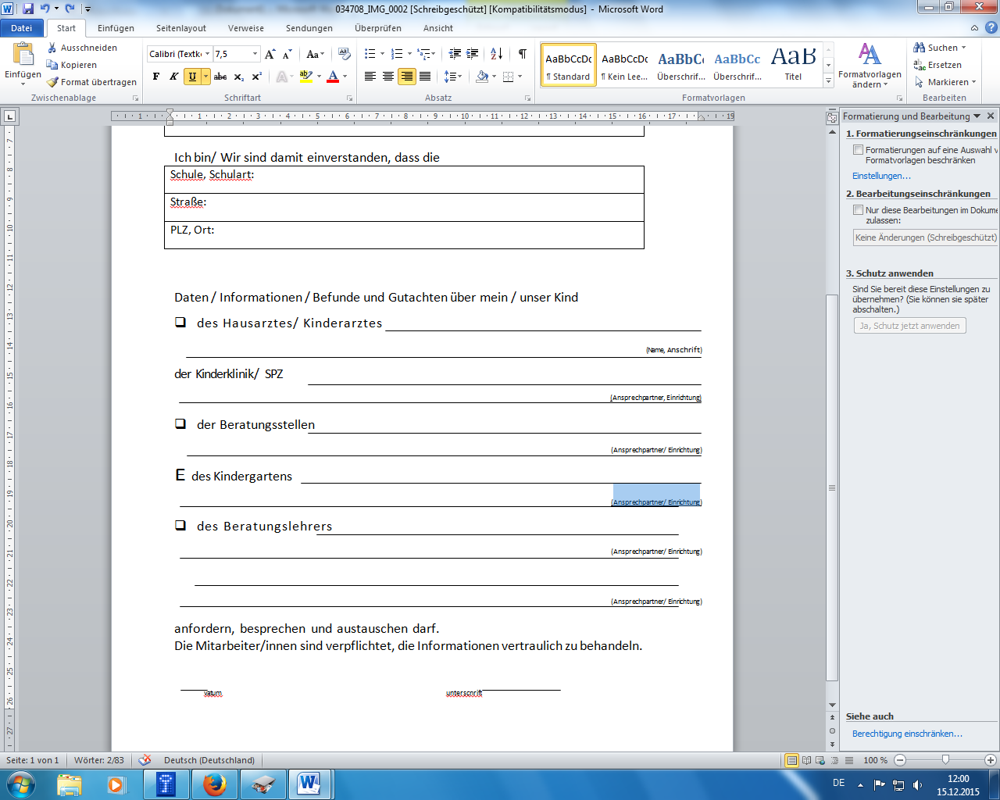 034708_IMG_0002 [Schreibgeschützt] [Kompatibilitätsmodus] - Microsoft Word
Datei Start Einfügen Seitenlayout Verweise Sendungen Überprüfen Ansicht
Einfügen
Ausschneiden
Kopieren
Format übertragen
Zwischenablage
Calibri (Textk 7,5
F K U abc x₂ x²
Schriftart
Absatz
AaBbCcDc AaBbCcDc AaBbC AaBbCc AaB
¶ Standard ¶ Kein Lee... Überschrif... Überschrif... Titel
Formatvorlagen
Formatvorlagen ändern
Suchen
Ersetzen
Markieren
Bearbeiten
Ich bin/ Wir sind damit einverstanden, dass die
Schule, Schulart:
Straße:
PLZ, Ort:
Daten / Informationen / Befunde und Gutachten über mein / unser Kind
des Hausarztes/ Kinderarztes
(Name, Anschrift)
der Kinderklinik/ SPZ
(Ansprechpartner, Einrichtung)
der Beratungsstellen
(Ansprechpartner/ Einrichtung)
E des Kindergartens
(Ansprechpartner/ Einrichtung)
des Beratungslehrers
(Ansprechpartner/ Einrichtung)
(Ansprechpartner/ Einrichtung)
anfordern, besprechen und austauschen darf.
Die Mitarbeiter/innen sind verpflichtet, die Informationen vertraulich zu behandeln.
vatum unterscnrift
Formatierung und Bearbeitung
1. Formatierungseinschränkungen
Formatierungen auf eine Auswahl v
Formatvorlagen beschränken
Einstellungen...
2. Bearbeitungseinschränkungen
Nur diese Bearbeitungen im Dokume
zulassen:
Keine Änderungen (Schreibgeschützt)
3. Schutz anwenden
Sind Sie bereit diese Einstellungen zu
übernehmen? (Sie können sie später
abschalten.)
Ja, Schutz jetzt anwenden
Siehe auch
Berechtigung einschränken...
Seite: 1 von 1 Wörter: 2/83 Deutsch (Deutschland) 100 %
DE 12:00
15.12.2015